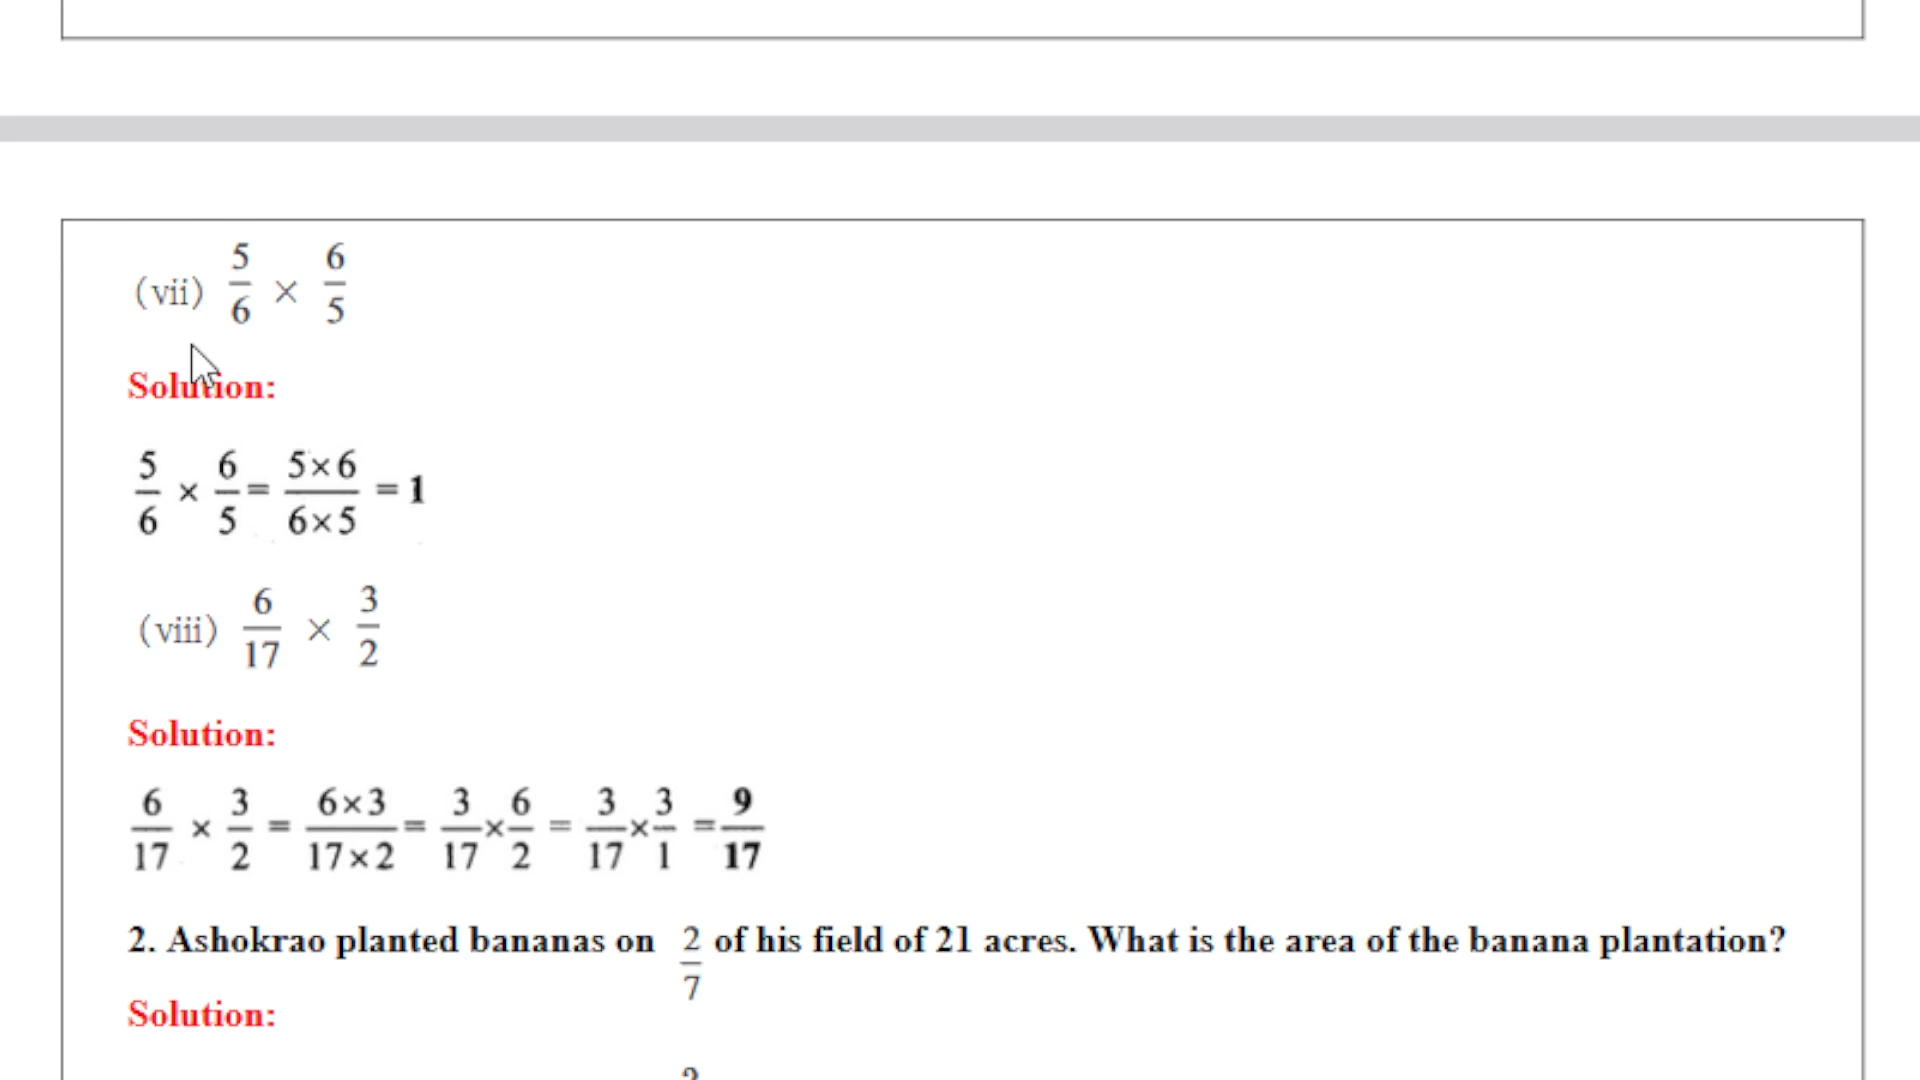 (vii) 5/6 × 6/5
Solution:
5/6 × 6/5 = 5×6/6×5 = 1
(viii) 6/17 × 3/2
Solution:
6/17 × 3/2 = 6×3/17×2 = 3/17 × 6/2 = 3/17 × 3/1 = 9/17
2. Ashokrao planted bananas on 2/7 of his field of 21 acres. What is the area of the banana plantation?
Solution: